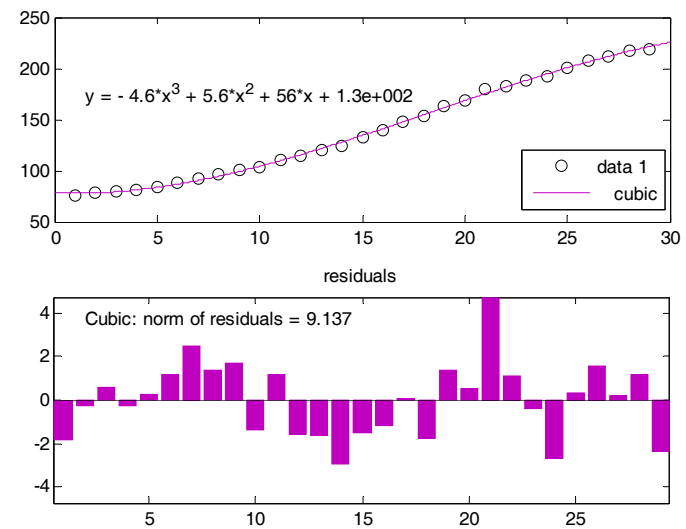 250
200
150
100
50
y = - 4.6*x^3 + 5.6*x^2 + 56*x + 1.3e+002
data 1
cubic
0 5 10 15 20 25 30
residuals
Cubic: norm of residuals = 9.137
4
2
0
-2
-4
5 10 15 20 25